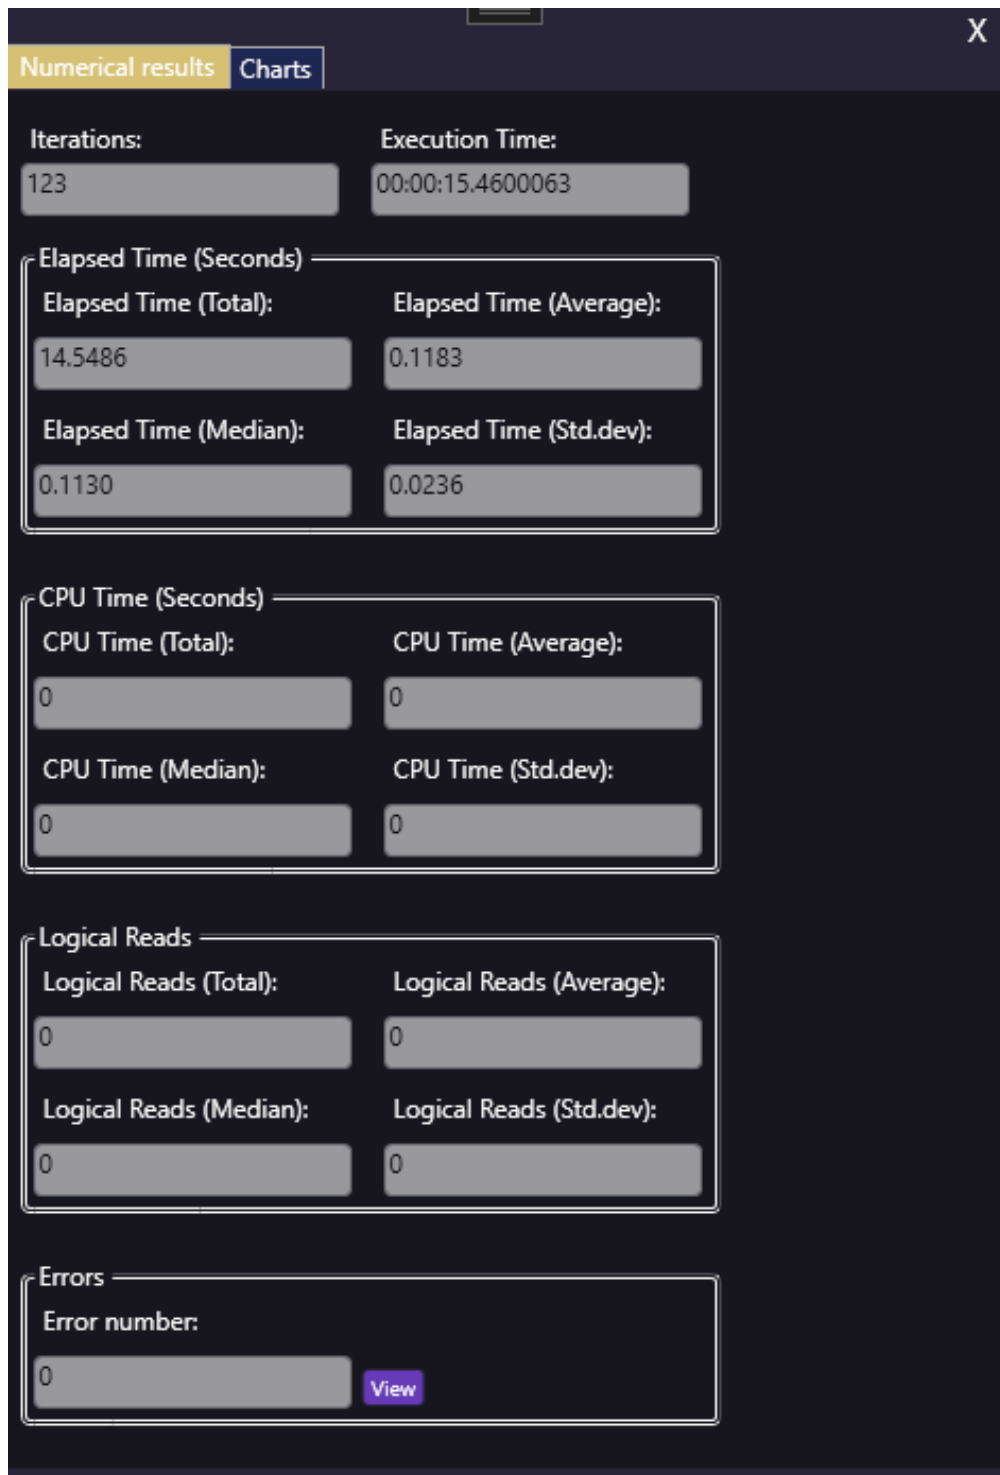 X
Numerical results Charts
Iterations: Execution Time:
123 00:00:15.4600063
Elapsed Time (Seconds)
Elapsed Time (Total): Elapsed Time (Average):
14.5486 0.1183
Elapsed Time (Median): Elapsed Time (Std.dev):
0.1130 0.0236
CPU Time (Seconds)
CPU Time (Total): CPU Time (Average):
0 0
CPU Time (Median): CPU Time (Std.dev):
0 0
Logical Reads
Logical Reads (Total): Logical Reads (Average):
0 0
Logical Reads (Median): Logical Reads (Std.dev):
0 0
Errors
Error number:
0 View